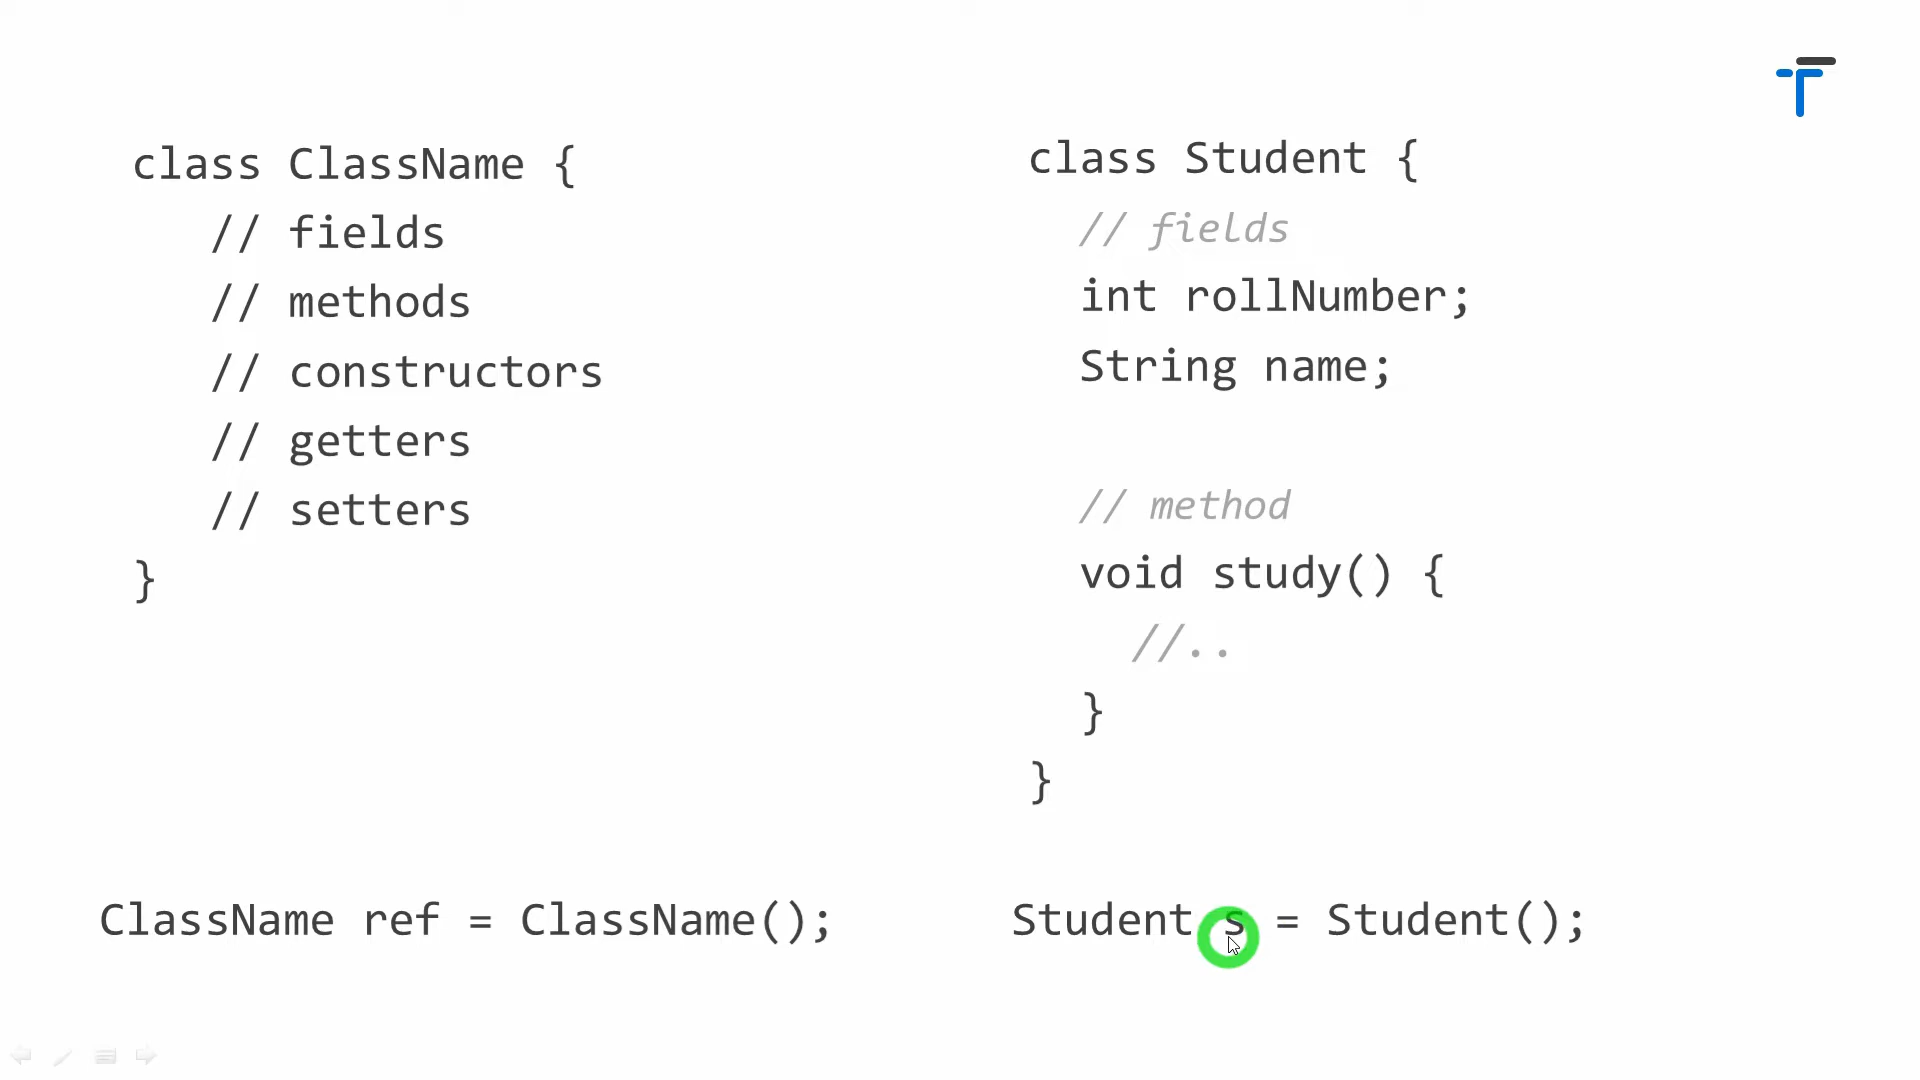 class ClassName {
// fields
// methods
// constructors
// getters
// setters
}
ClassName ref = ClassName();
class Student {
// fields
int rollNumber;
String name;
// method
void study() {
//..
}
}
Student s = Student();